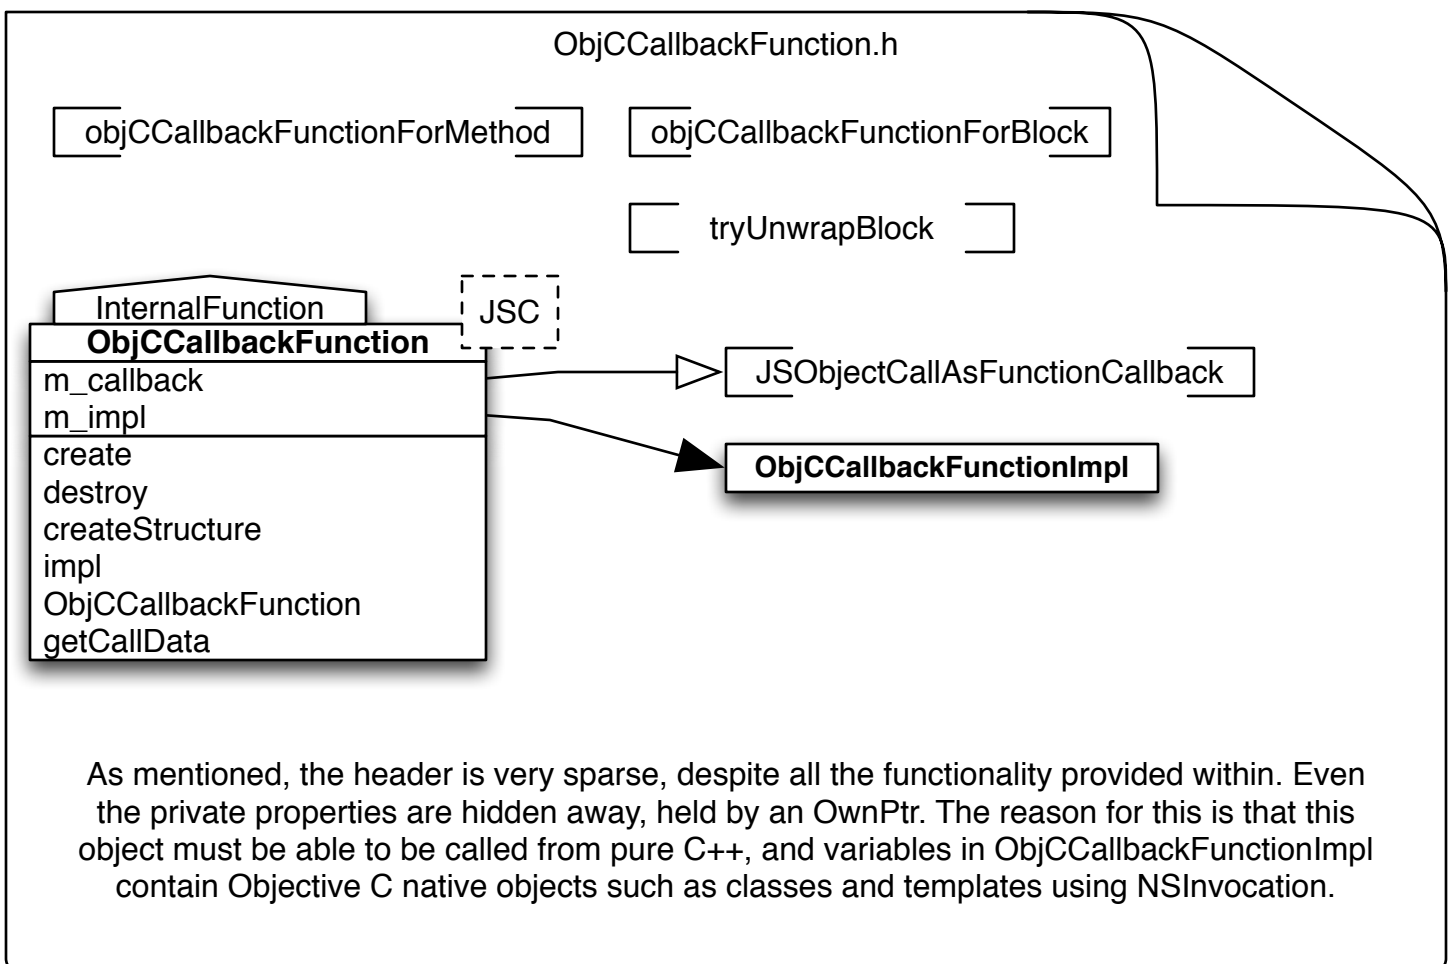 ObjCCallbackFunction.h
objCCallbackFunctionForMethod
objCCallbackFunctionForBlock
tryUnwrapBlock
InternalFunction
JSC
ObjCCallbackFunction
m_callback
m_impl
create
destroy
createStructure
impl
ObjCCallbackFunction
getCallData
JSObjectCallAsFunctionCallback
ObjCCallbackFunctionImpl
As mentioned, the header is very sparse, despite all the functionality provided within. Even
the private properties are hidden away, held by an OwnPtr. The reason for this is that this
object must be able to be called from pure C++, and variables in ObjCCallbackFunctionImpl
contain Objective C native objects such as classes and templates using NSInvocation.